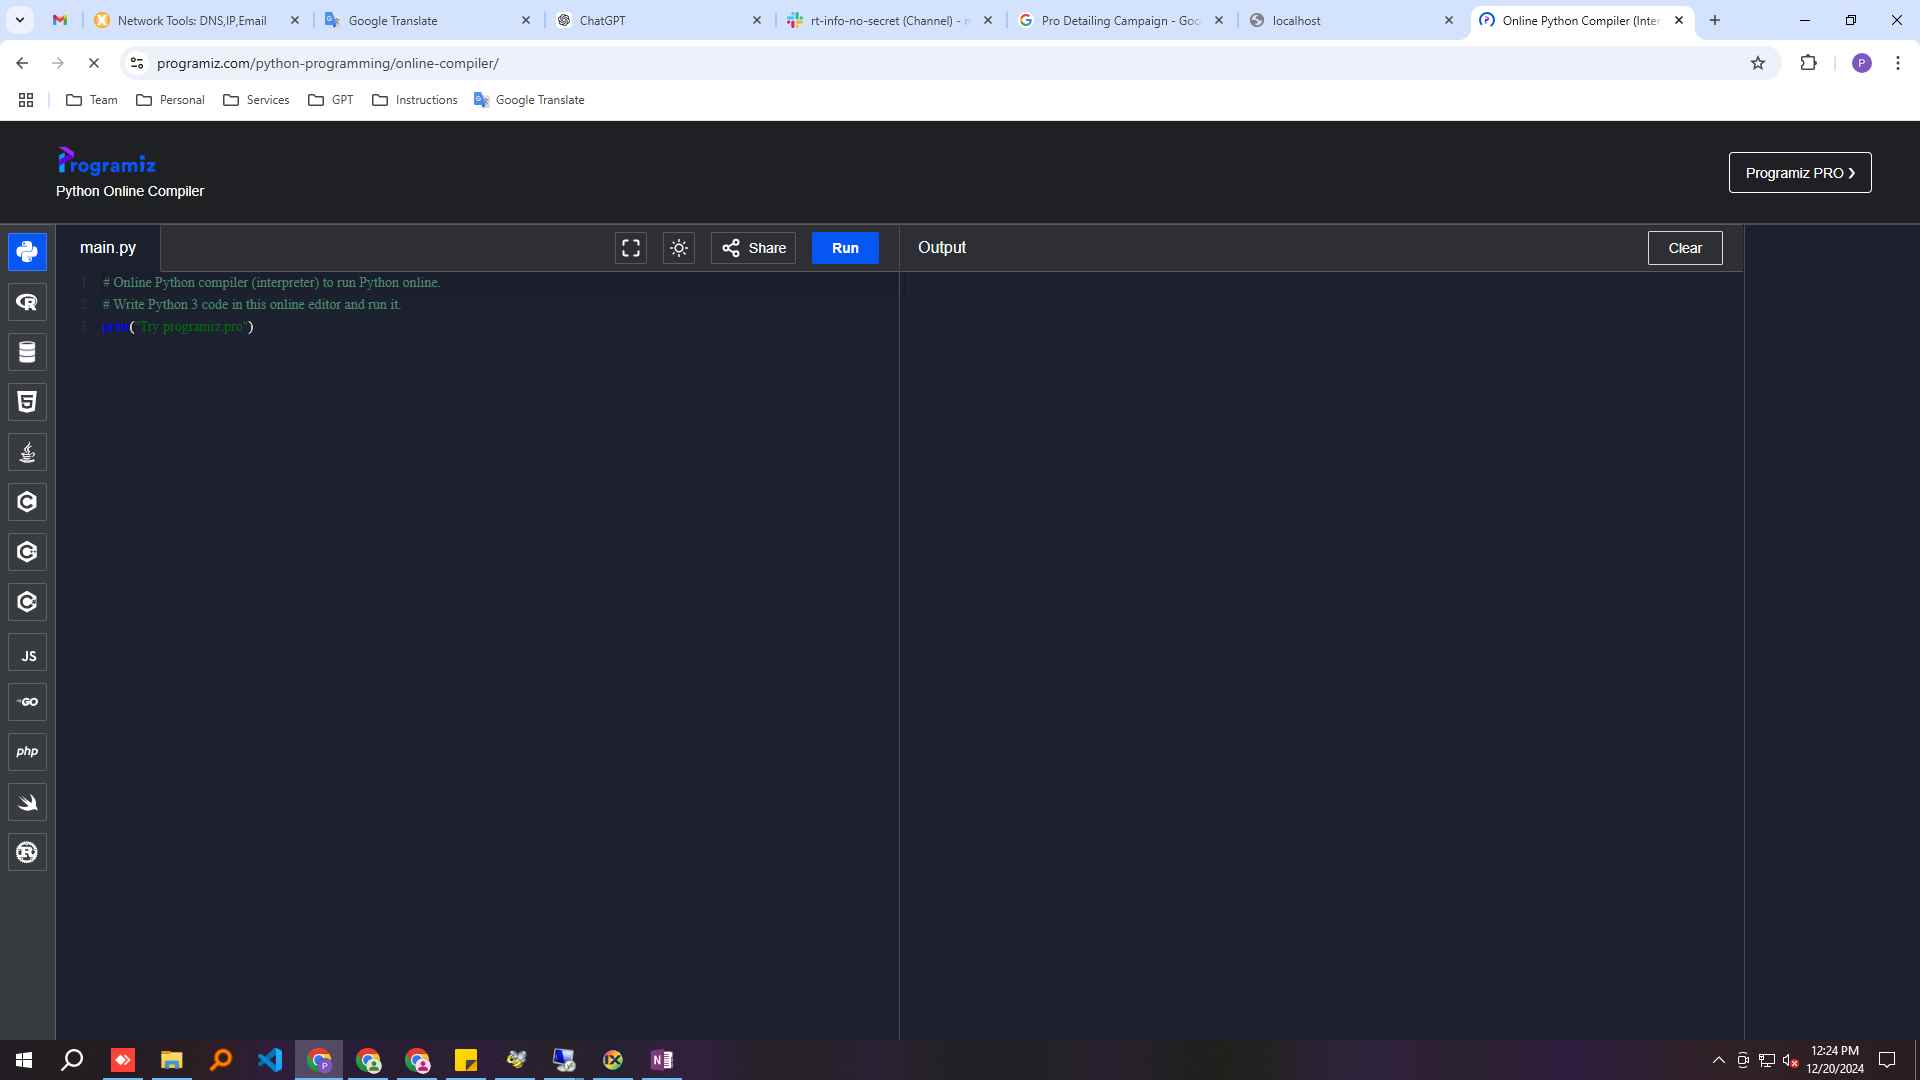 Network Tools: DNS,IP,Email
Google Translate
ChatGPT
rt-info-no-secret (Channel) -
Pro Detailing Campaign - Goo
localhost
Online Python Compiler (Inter
programiz.com/python-programming/online-compiler/
P
Team
Personal
Services
GPT
Instructions
Google Translate
Programiz
Python Online Compiler
Programiz PRO
main.py
Share
Run
Output
Clear
1 # Online Python compiler (interpreter) to run Python online.
2 # Write Python 3 code in this online editor and run it.
3 print("Try programiz.pro")
JS
GO
php
12:24 PM
12/20/2024